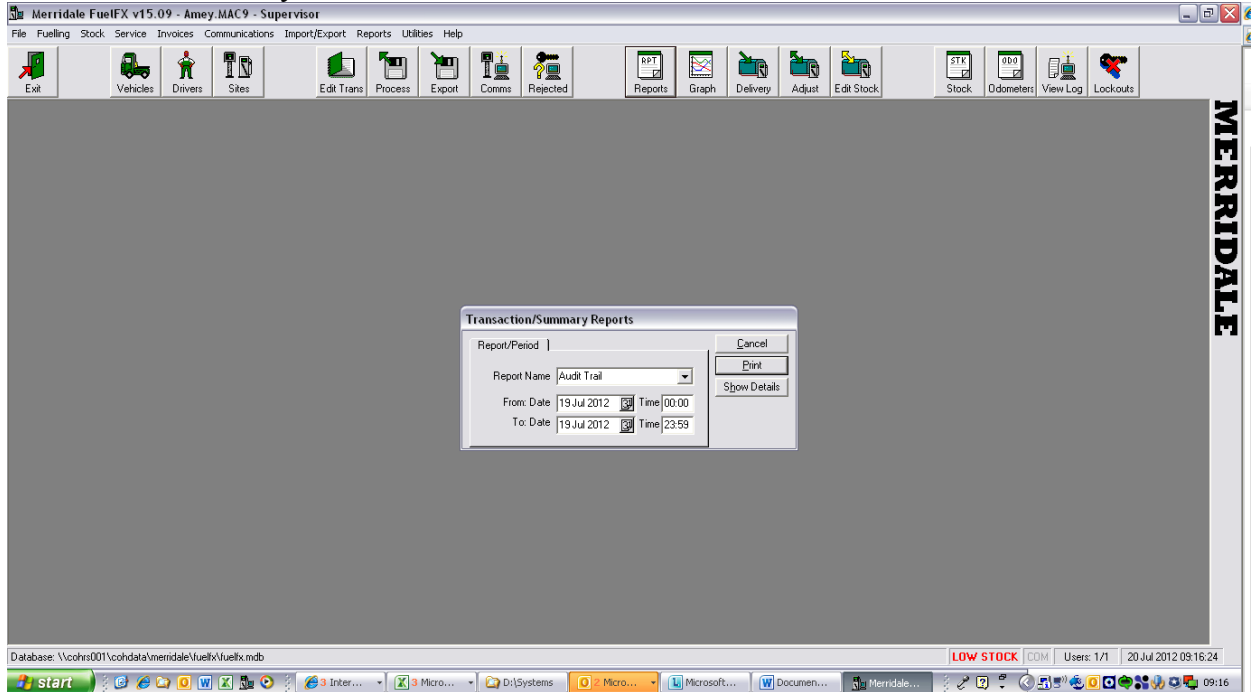 Merridale FuelFX v15.09 - Amey.MAC9 - Supervisor
File Fuelling Stock Service Invoices Communications Import/Export Reports Utilities Help
RPT STK ODO
Exit Vehicles Drivers Sites Edit Trans Process Export Comms Rejected Reports Graph Delivery Adjust Edit Stock Stock Odometers View Log Lockouts
MERRIDALE
Transaction/Summary Reports
Report/Period Cancel
Print
Report Name Audit Trail
Show Details
From: Date 19 Jul 2012 Time 00:00
To: Date 19 Jul 2012 Time 23:59
Database: \\cohrs001\cohdata\merridale\fuelfx\fuelfx.mdb LOW STOCK COM Users: 1/1 20 Jul 2012 09:16:24
start 3 Inter... 3 Micro... D:\Systems 2 Micro... Microsoft... Documen... Merridale... 09:16